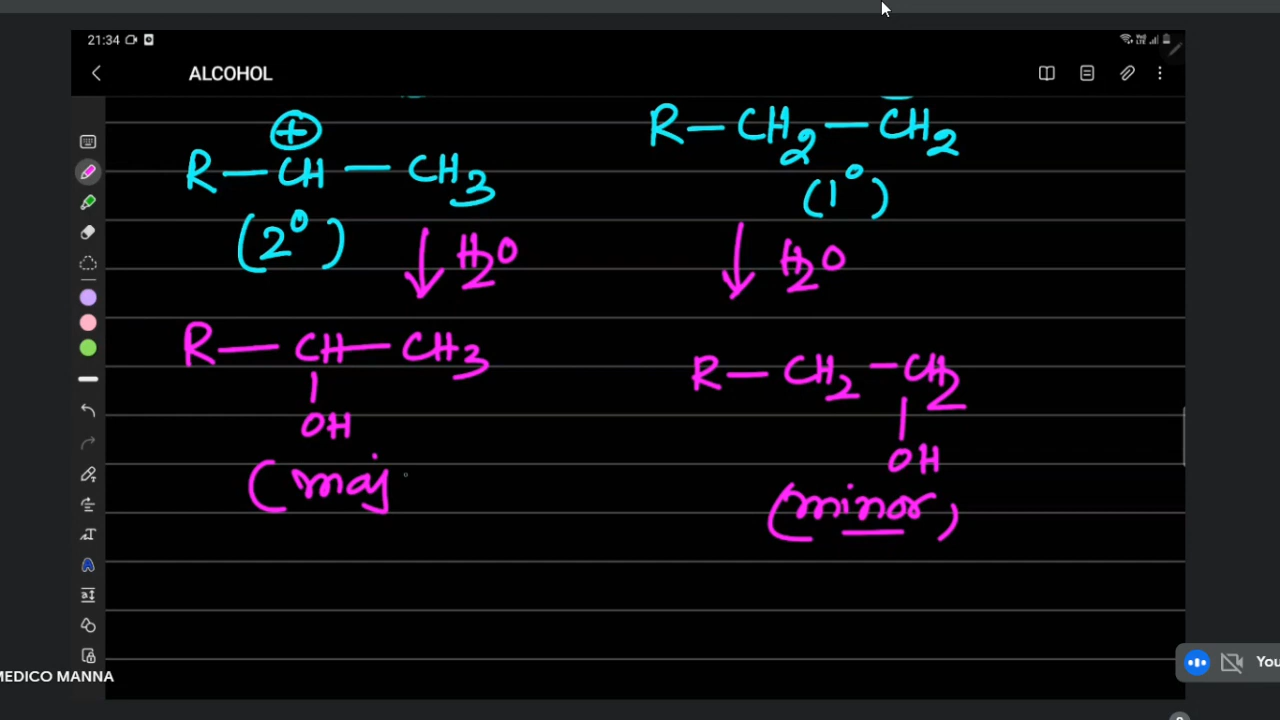 21:34
ALCOHOL
R—CH₂—CH₂
⊕
R—CH—CH₃
(1°)
(2°)
H₂O
H₂O
R—CH—CH₃
R—CH₂—CH₂
OH
OH
(maj
(minor)
MEDICO MANNA
You